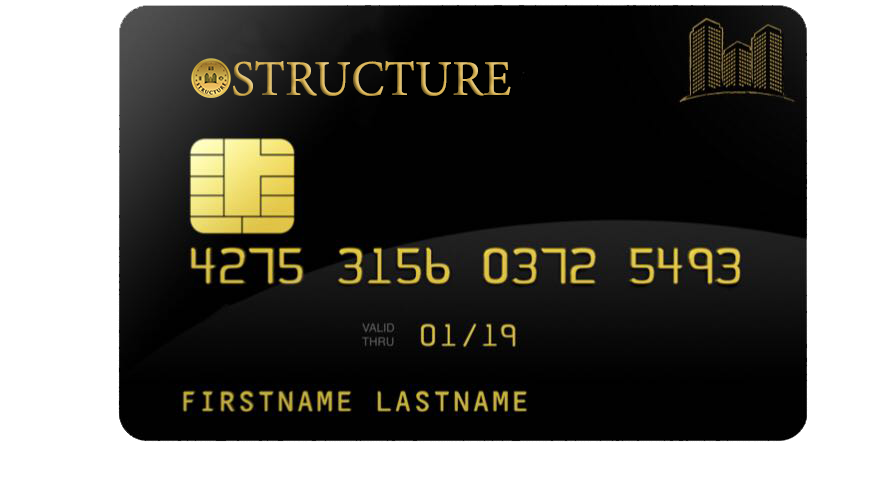 STRUCTURE
4275 3156 0372 5493
VALID
THRU 01/19
FIRSTNAME LASTNAME